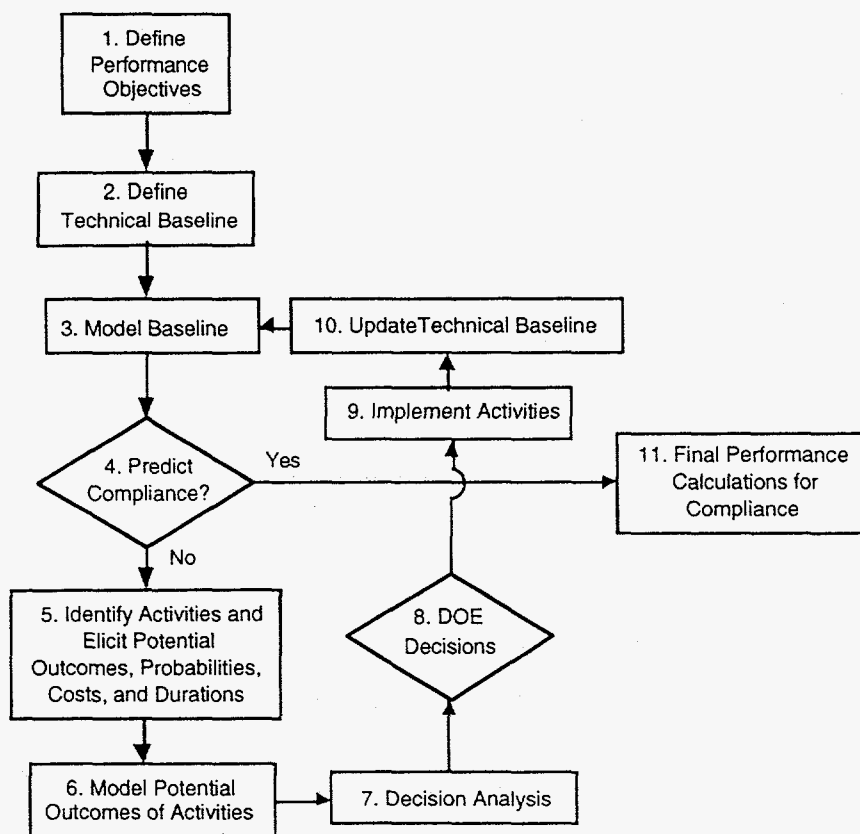 1. Define
Performance
Objectives
2. Define
Technical Baseline
3. Model Baseline
10. UpdateTechnical Baseline
9. Implement Activities
4. Predict
Compliance?
Yes
11. Final Performance
Calculations for
Compliance
No
5. Identify Activities and
Elicit Potential
Outcomes, Probabilities,
Costs, and Durations
8. DOE
Decisions
6. Model Potential
Outcomes of Activities
7. Decision Analysis